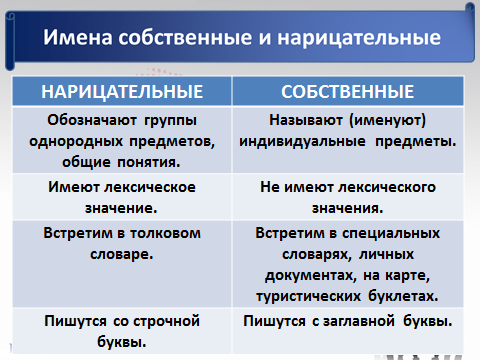 Имена собственные и нарицательные
НАРИЦАТЕЛЬНЫЕ
СОБСТВЕННЫЕ
Обозначают группы
однородных предметов,
общие понятия.
Называют (именуют)
индивидуальные предметы.
Имеют лексическое
значение.
Не имеют лексического
значения.
Встретим в толковом
словаре.
Встретим в специальных
словарях, личных
документах, на карте,
туристических буклетах.
Пишутся со строчной
буквы.
Пишутся с заглавной буквы.